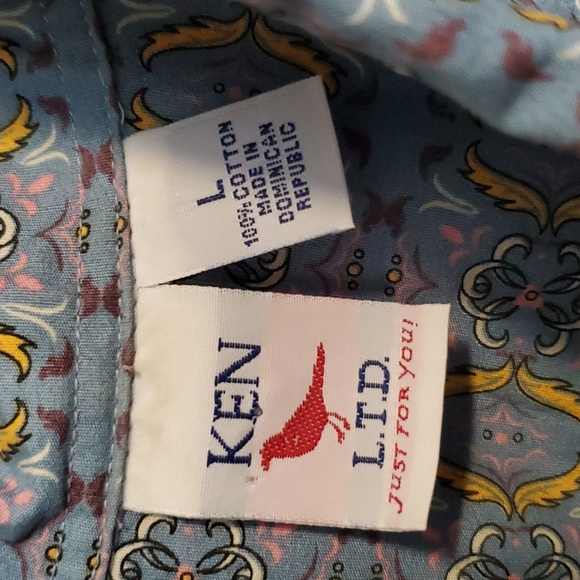 L
100% COTTON
MADE IN
DOMINICAN
REPUBLIC
KEN
L.T.D.
JUST FOR YOU!